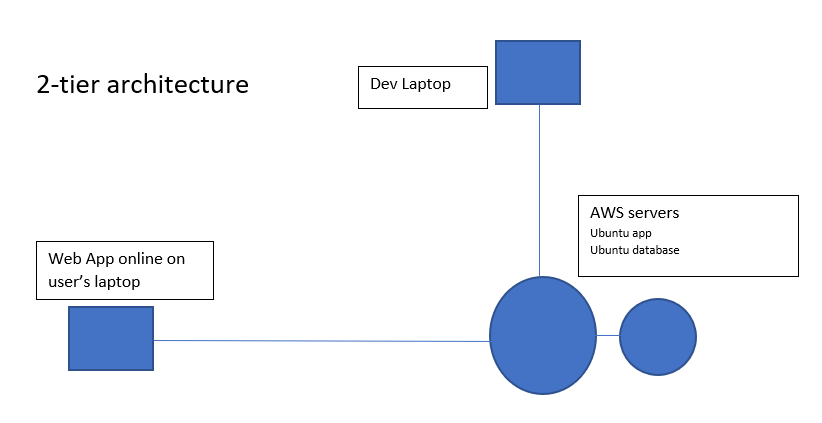 2-tier architecture
Dev Laptop
AWS servers
Ubuntu app
Ubuntu database
Web App online on
user’s laptop